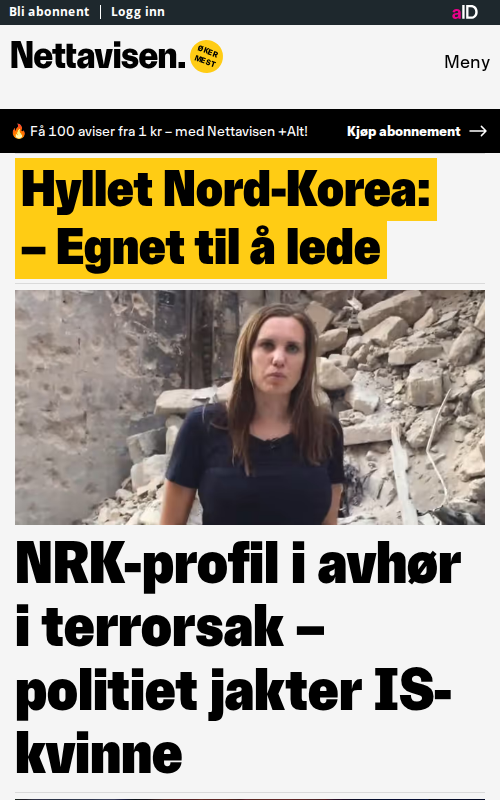 Bli abonnent | Logg inn
aID
Nettavisen.
ØKER
MEST
Meny
🔥 Få 100 aviser fra 1 kr – med Nettavisen +Alt!
Kjøp abonnement →
Hyllet Nord-Korea:
– Egnet til å lede
NRK-profil i avhør
i terrorsak –
politiet jakter IS-
kvinne